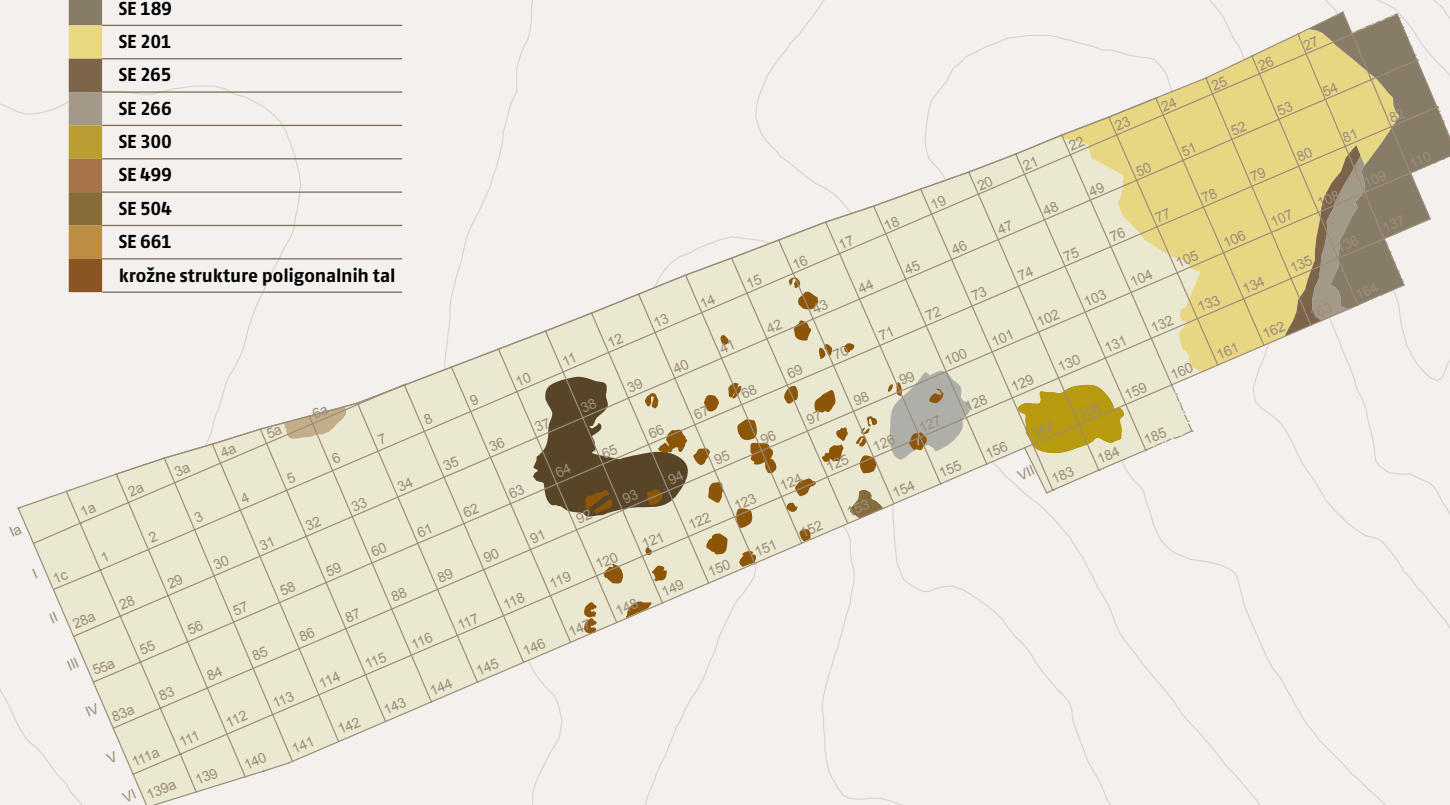 SE 189
SE 201
SE 265
SE 266
SE 300
SE 499
SE 504
SE 661
krožne strukture poligonalnih tal
Ia 1a 2a 3a 4a 5a 6a
I 1c 1 2 3 4 5 6 7 8 9 10 11 12 13 14 15 16 17 18 19 20 21 22 23 24 25 26 27
II 28a 28 29 30 31 32 33 34 35 36 37 38 39 40 41 42 43 44 45 46 47 48 49 50 51 52 53 54
III 55a 55 56 57 58 59 60 61 62 63 64 65 66 67 68 69 70 71 72 73 74 75 76 77 78 79 80 81 82
IV 83a 83 84 85 86 87 88 89 90 91 92 93 94 95 96 97 98 99 100 101 102 103 104 105 106 107 108 109 110
V 111a 111 112 113 114 115 116 117 118 119 120 121 122 123 124 125 126 127 128 129 130 131 132 133 134 135 136 137
VI 139a 139 140 141 142 143 144 145 146 147 148 149 150 151 152 153 154 155 156 157 158 159 160 161 162 163 164
VII 183 184 185